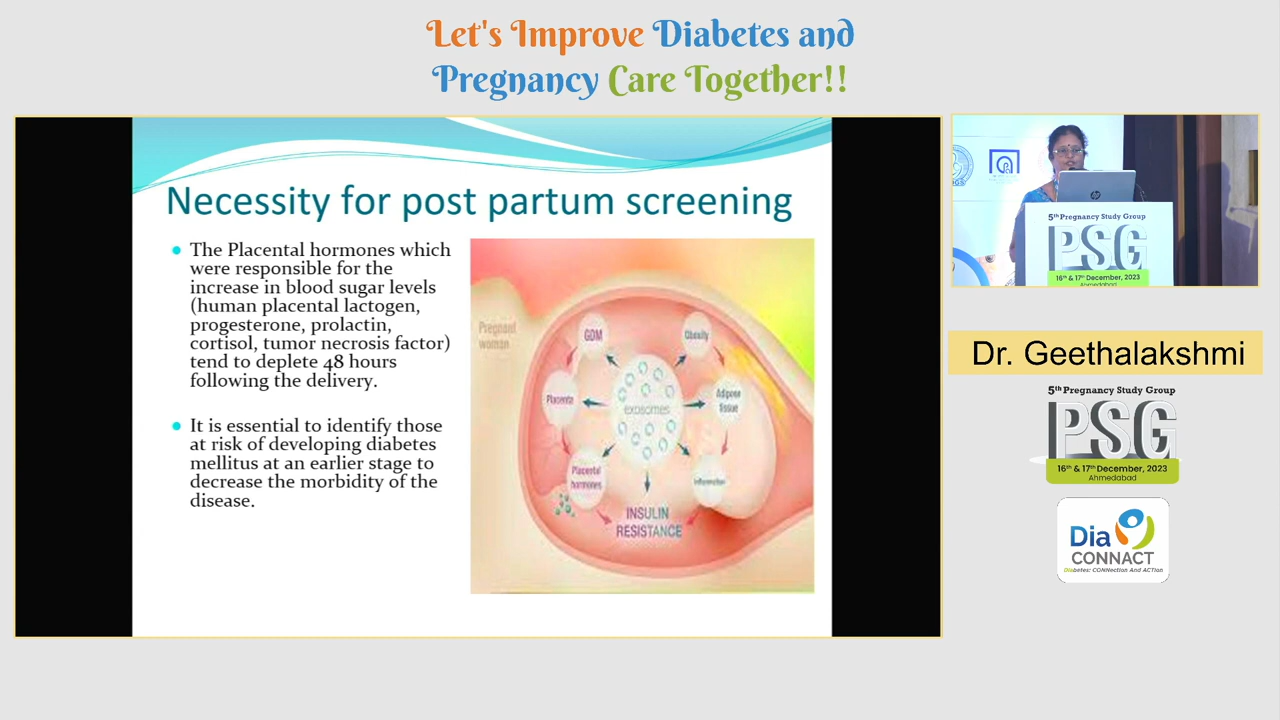 Let's Improve Diabetes and
Pregnancy Care Together!!
Necessity for post partum screening
The Placental hormones which
were responsible for the
increase in blood sugar levels
(human placental lactogen,
progesterone, prolactin,
cortisol, tumor necrosis factor)
tend to deplete 48 hours
following the delivery.
It is essential to identify those
at risk of developing diabetes
mellitus at an earlier stage to
decrease the morbidity of the
disease.
Pregnant
woman
GDM
Obesity
Placenta
exosomes
Adipose
tissue
Placental
hormones
Inflammation
INSULIN
RESISTANCE
hp
5th Pregnancy Study Group
PSG
16th & 17th December, 2023
Ahmedabad
Dr. Geethalakshmi
5th Pregnancy Study Group
PSG
16th & 17th December, 2023
Ahmedabad
Dia
CONNACT
Diabetes: CONNection And ACTion